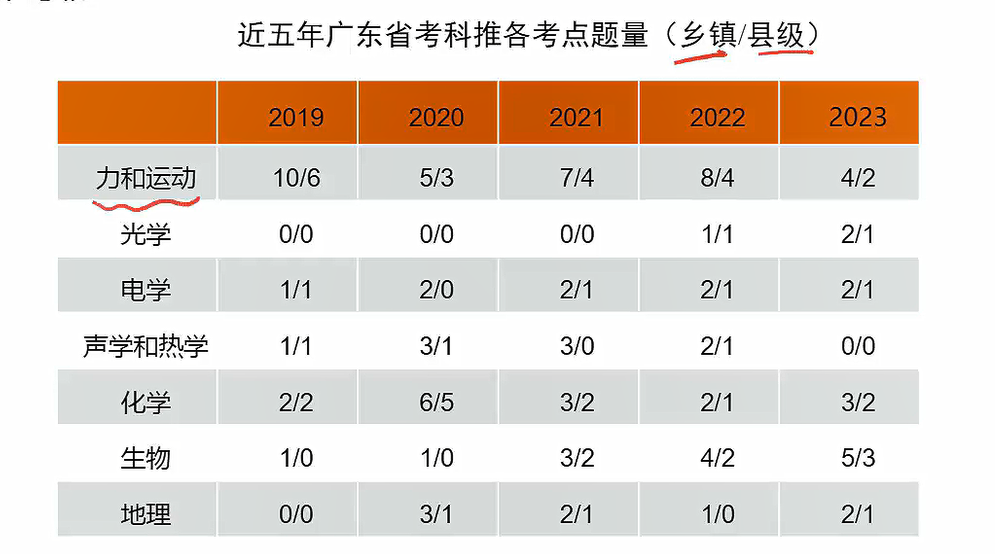 近五年广东省考科推各考点题量（乡镇/县级）
2019 2020 2021 2022 2023
力和运动 10/6 5/3 7/4 8/4 4/2
光学 0/0 0/0 0/0 1/1 2/1
电学 1/1 2/0 2/1 2/1 2/1
声学和热学 1/1 3/1 3/0 2/1 0/0
化学 2/2 6/5 3/2 2/1 3/2
生物 1/0 1/0 3/2 4/2 5/3
地理 0/0 3/1 2/1 1/0 2/1